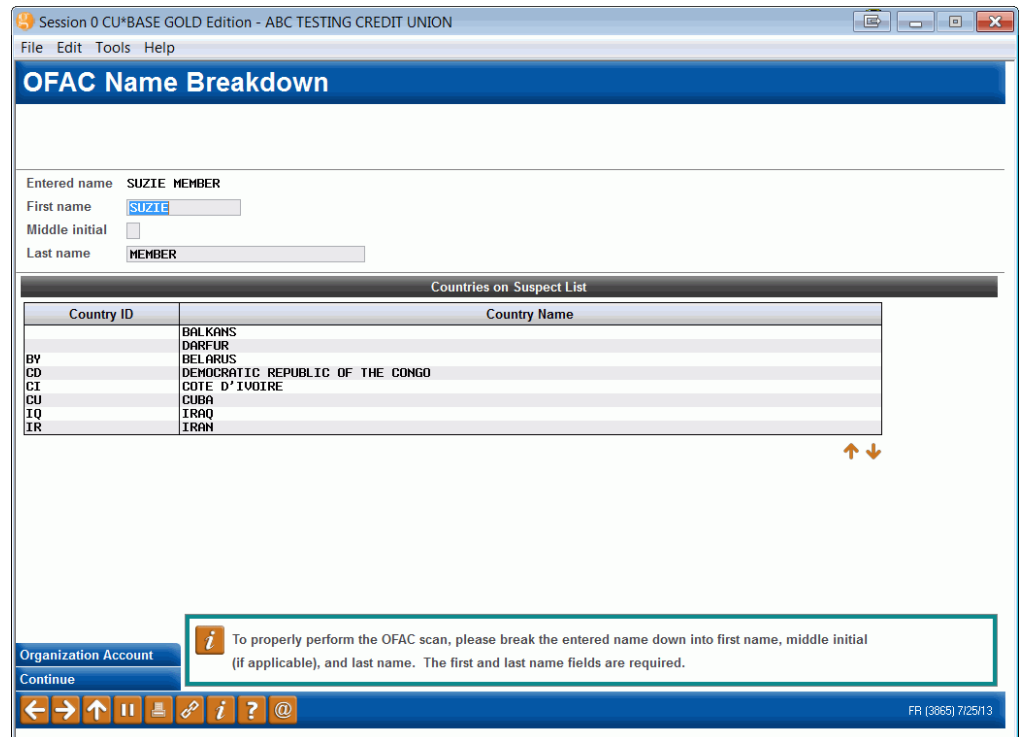 Session 0 CU*BASE GOLD Edition - ABC TESTING CREDIT UNION
File Edit Tools Help
OFAC Name Breakdown
Entered name SUZIE MEMBER
First name SUZIE
Middle initial
Last name MEMBER
Countries on Suspect List
Country ID Country Name
BALKANS
DARFUR
BY BELARUS
CD DEMOCRATIC REPUBLIC OF THE CONGO
CI COTE D'IVOIRE
CU CUBA
IQ IRAQ
IR IRAN
To properly perform the OFAC scan, please break the entered name down into first name, middle initial
(if applicable), and last name. The first and last name fields are required.
Organization Account
Continue
FR (3865) 7/25/13